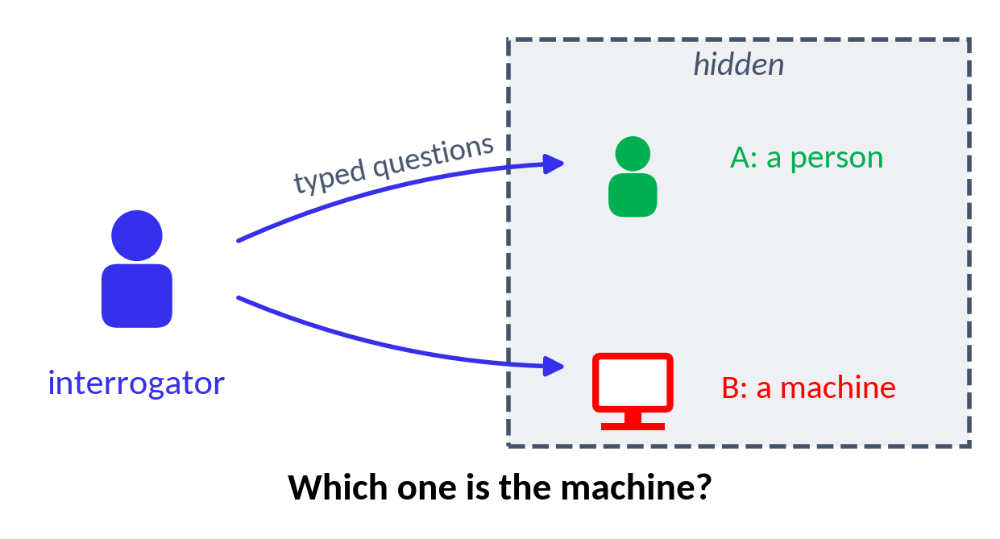 hidden
typed questions
A: a person
interrogator
B: a machine
Which one is the machine?